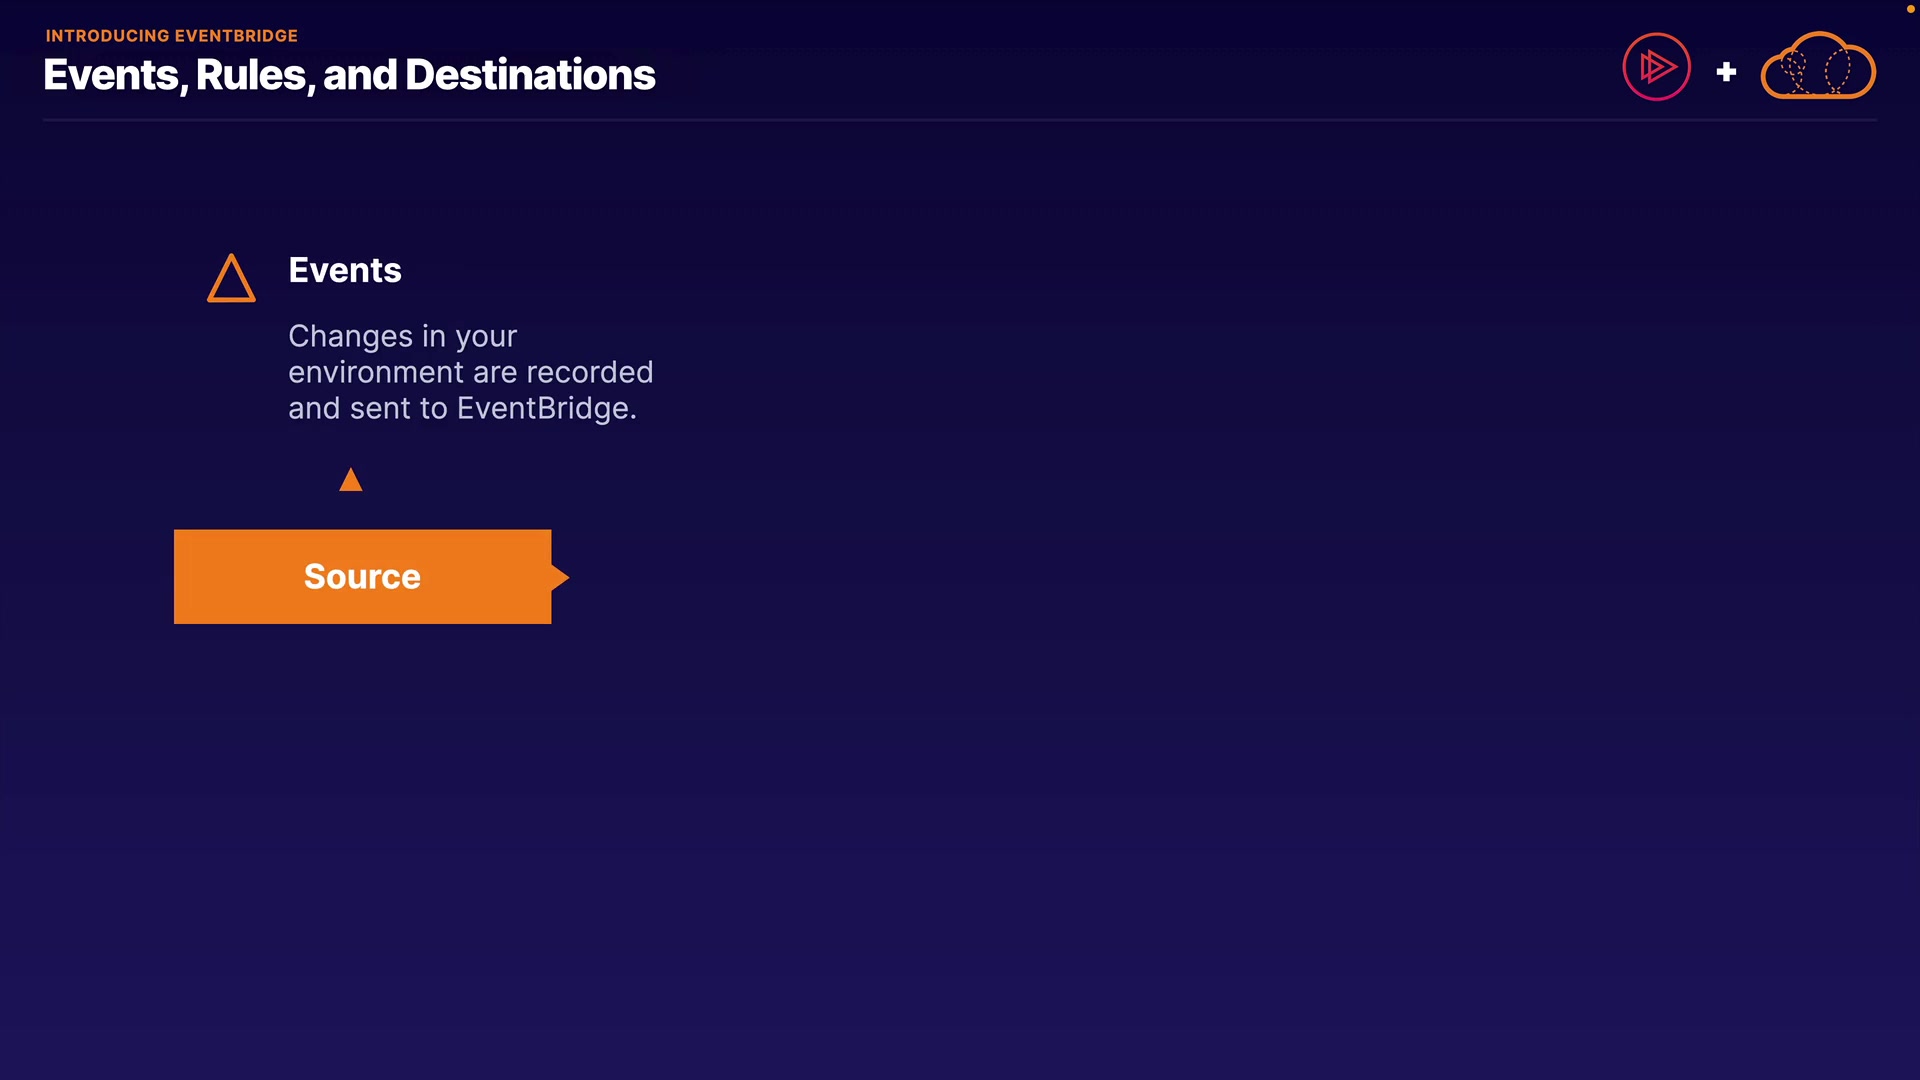 INTRODUCING EVENTBRIDGE
Events, Rules, and Destinations
Events
Changes in your
environment are recorded
and sent to EventBridge.
Source